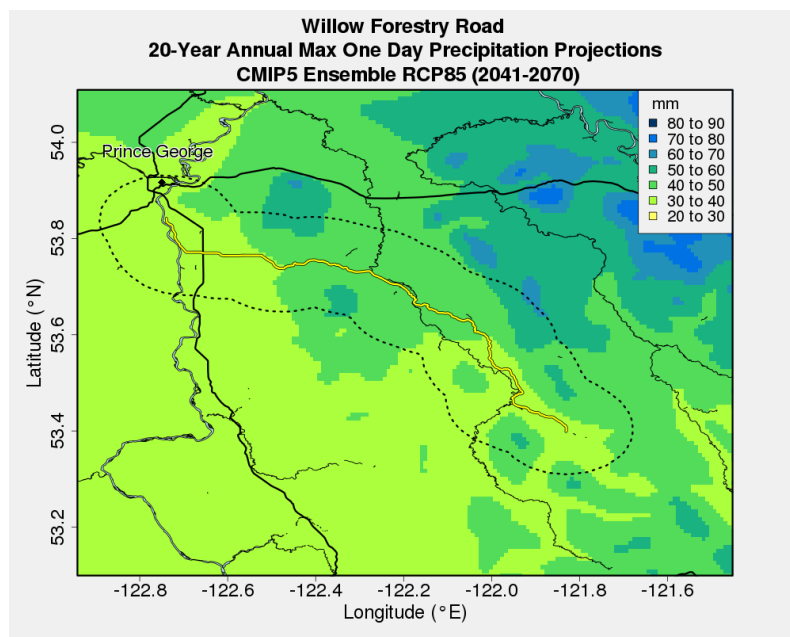 Willow Forestry Road
20-Year Annual Max One Day Precipitation Projections
CMIP5 Ensemble RCP85 (2041-2070)
mm
80 to 90
70 to 80
60 to 70
50 to 60
40 to 50
30 to 40
20 to 30
Prince George
54.0
53.8
53.6
53.4
53.2
Latitude (°N)
-122.8 -122.6 -122.4 -122.2 -122.0 -121.8 -121.6
Longitude (°E)